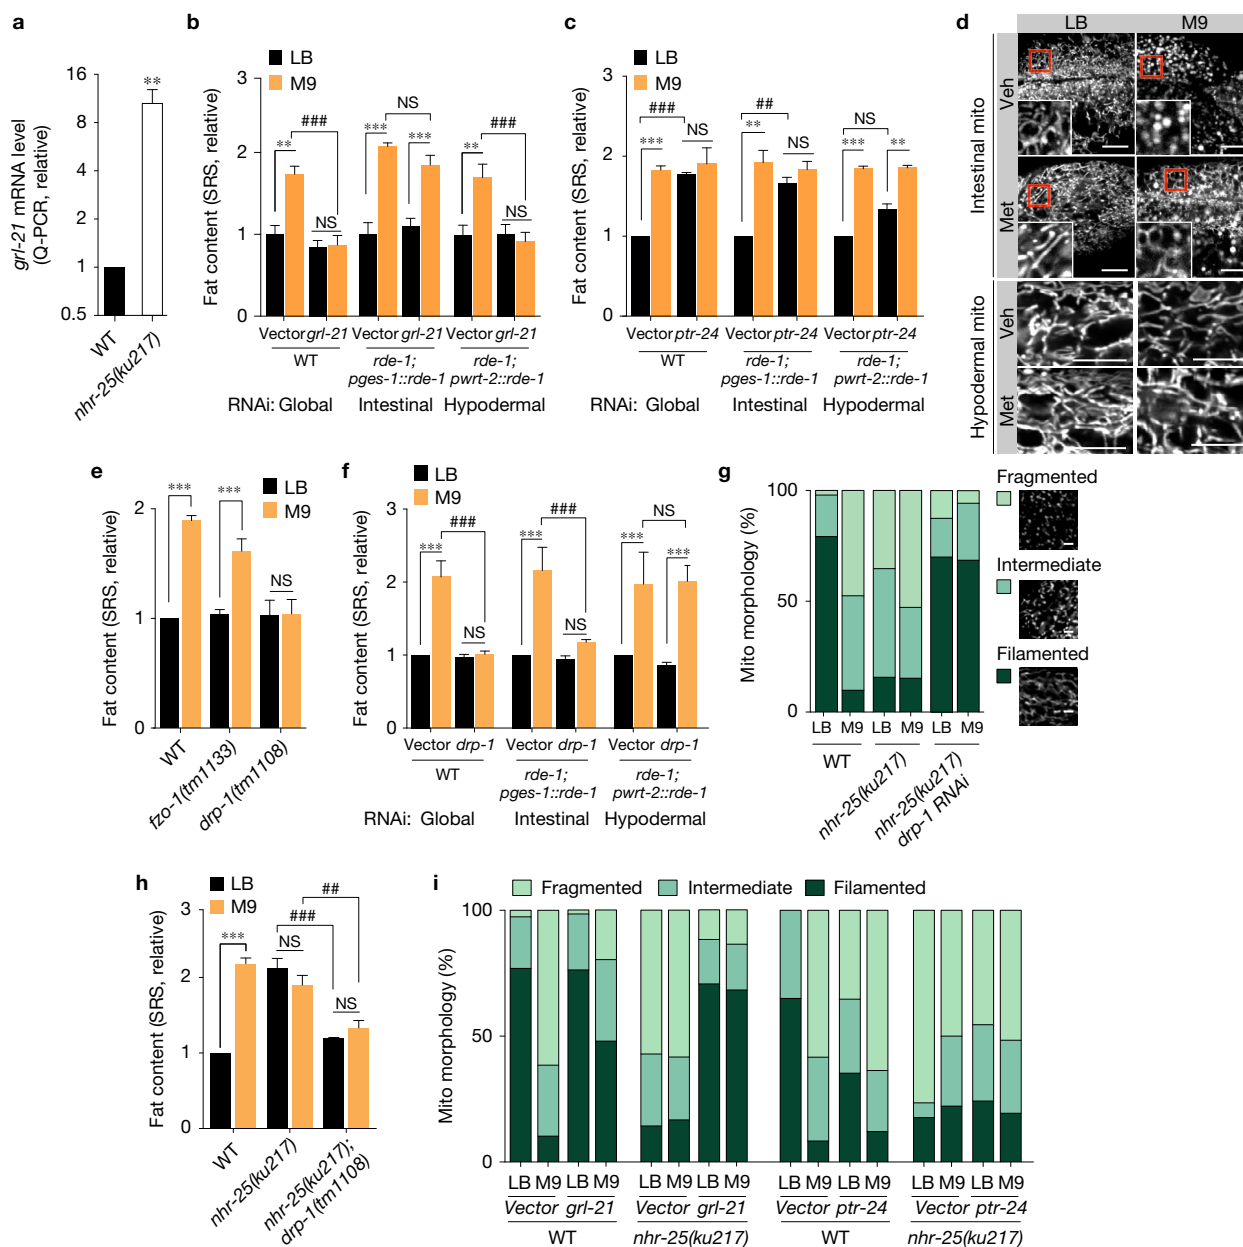 a
grl-21 mRNA level
(Q-PCR, relative)
16
8
4
2
1
0.5
**
WT
nhr-25(ku217)
b
LB
M9
Fat content (SRS, relative)
3
2
1
0
###
**
NS
NS
***
***
###
**
NS
Vector grl-21 Vector grl-21 Vector grl-21
WT
rde-1;
pges-1::rde-1
rde-1;
pwrt-2::rde-1
RNAi: Global Intestinal Hypodermal
c
LB
M9
Fat content (SRS, relative)
3
2
1
0
###
***
NS
##
**
NS
NS
***
**
Vector ptr-24 Vector ptr-24 Vector ptr-24
WT
rde-1;
pges-1::rde-1
rde-1;
pwrt-2::rde-1
RNAi: Global Intestinal Hypodermal
d
LB M9
Intestinal mito
Veh
Met
Hypodermal mito
Veh
Met
e
LB
M9
Fat content (SRS, relative)
2
1
0
***
***
NS
WT
fzo-1(tm1133)
drp-1(tm1108)
f
LB
M9
Fat content (SRS, relative)
3
2
1
0
###
***
NS
###
***
NS
NS
***
***
Vector drp-1 Vector drp-1 Vector drp-1
WT
rde-1;
pges-1::rde-1
rde-1;
pwrt-2::rde-1
RNAi: Global Intestinal Hypodermal
g
Mito morphology (%)
100
50
0
LB M9 LB M9 LB M9
WT
nhr-25(ku217)
nhr-25(ku217)
drp-1 RNAi
Fragmented
Intermediate
Filamented
h
LB
M9
Fat content (SRS, relative)
3
2
1
0
***
NS
###
##
NS
WT
nhr-25(ku217)
nhr-25(ku217);
drp-1(tm1108)
i
Fragmented Intermediate Filamented
Mito morphology (%)
100
50
0
LB M9 LB M9 LB M9 LB M9 LB M9 LB M9 LB M9 LB M9
Vector grl-21 Vector grl-21 Vector ptr-24 Vector ptr-24
WT nhr-25(ku217) WT nhr-25(ku217)